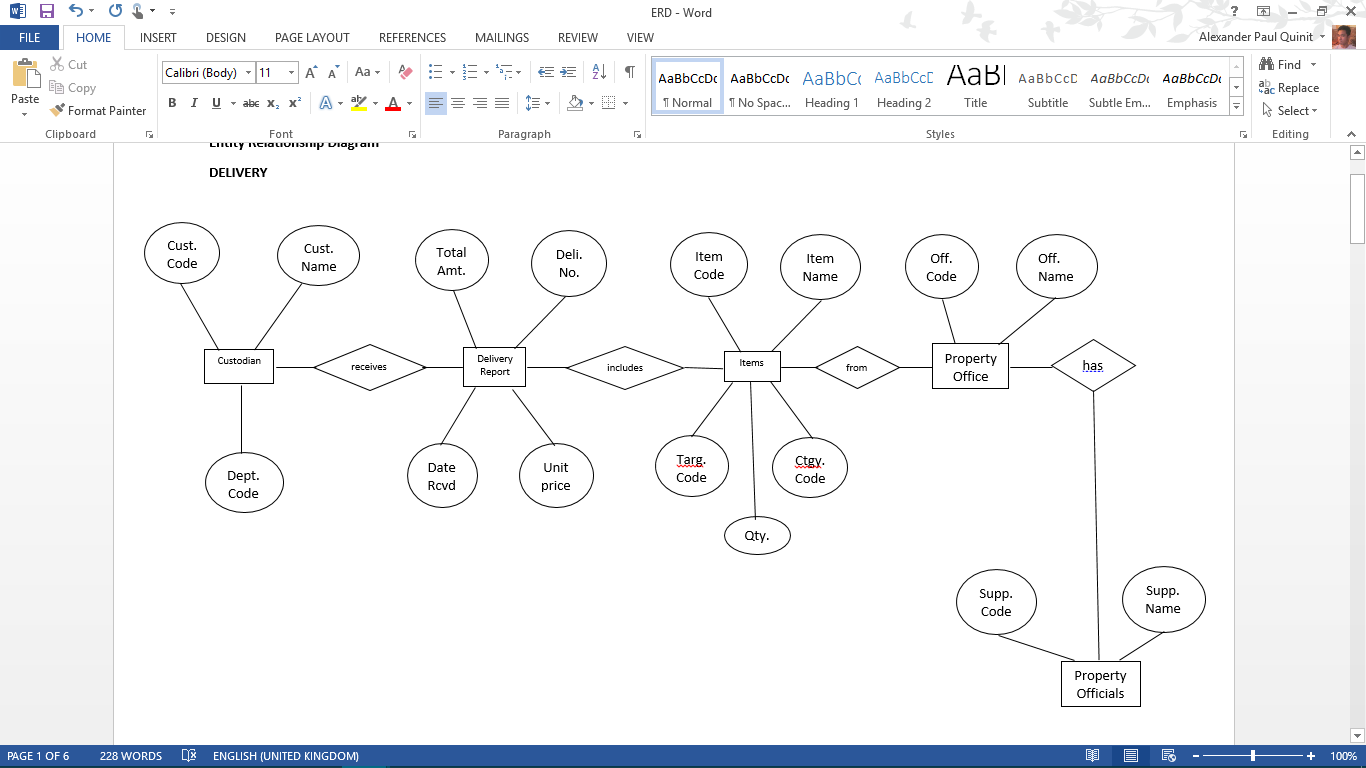 ERD - Word
FILE
HOME
INSERT
DESIGN
PAGE LAYOUT
REFERENCES
MAILINGS
REVIEW
VIEW
Alexander Paul Quinit
Paste
Cut
Copy
Format Painter
Clipboard
Calibri (Body)
11
Font
Paragraph
AaBbCcDc
¶ Normal
AaBbCcDc
¶ No Spac...
AaBbCc
Heading 1
AaBbCcD
Heading 2
AaBl
Title
AaBbCcD
Subtitle
AaBbCcDc
Subtle Em...
AaBbCcDc
Emphasis
Styles
Find
Replace
Select
Editing
Entity Relationship Diagram
DELIVERY
Cust.
Code
Cust.
Name
Total
Amt.
Deli.
No.
Item
Code
Item
Name
Off.
Code
Off.
Name
Custodian
receives
Delivery
Report
includes
Items
from
Property
Office
has
Dept.
Code
Date
Rcvd
Unit
price
Targ.
Code
Ctgy.
Code
Qty.
Supp.
Code
Supp.
Name
Property
Officials
PAGE 1 OF 6
228 WORDS
ENGLISH (UNITED KINGDOM)
100%